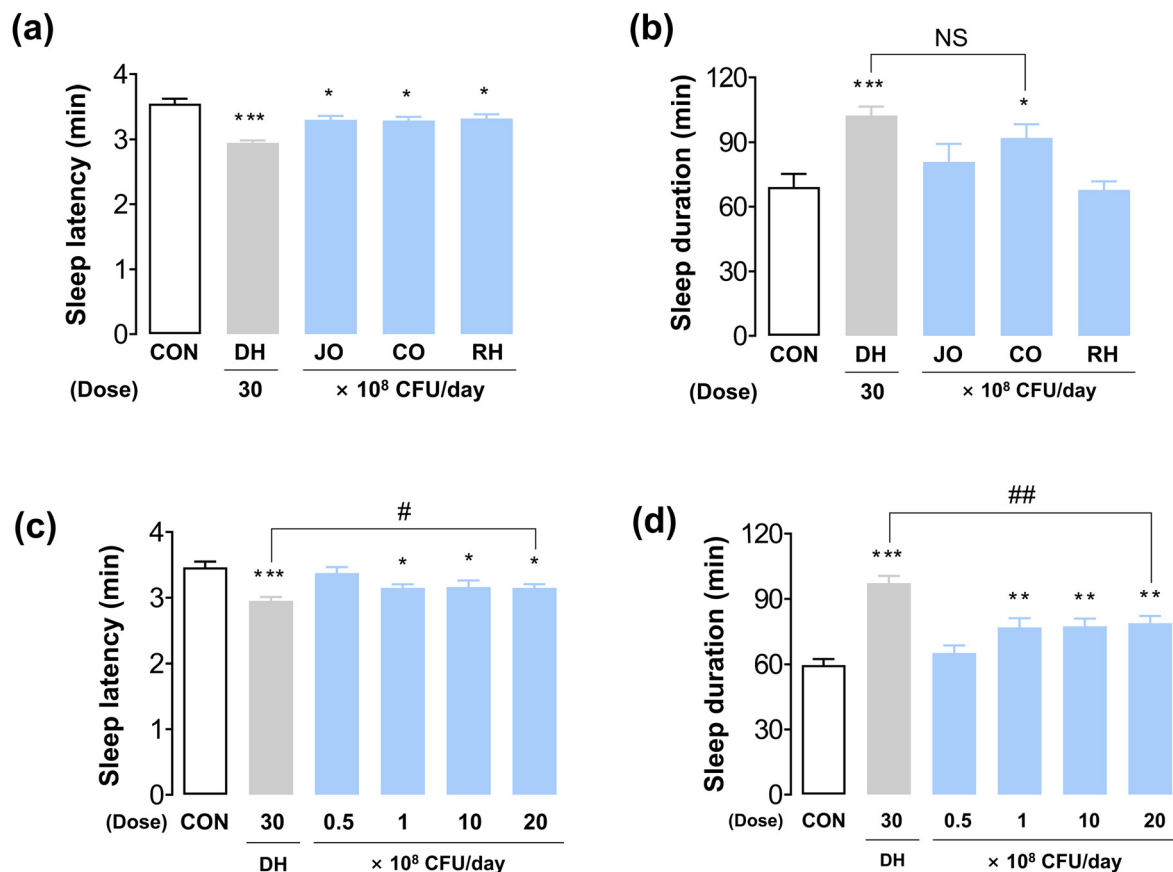 (a)
Sleep latency (min)
4
3
2
1
0
***
*
*
*
CON DH JO CO RH
(Dose) 30 × 10⁸ CFU/day
(b)
NS
Sleep duration (min)
120
90
60
30
0
***
*
CON DH JO CO RH
(Dose) 30 × 10⁸ CFU/day
(c)
#
Sleep latency (min)
4
3
2
1
0
***
*
*
*
(Dose) CON 30 0.5 1 10 20
DH × 10⁸ CFU/day
(d)
##
Sleep duration (min)
120
90
60
30
0
***
**
**
**
(Dose) CON 30 0.5 1 10 20
DH × 10⁸ CFU/day